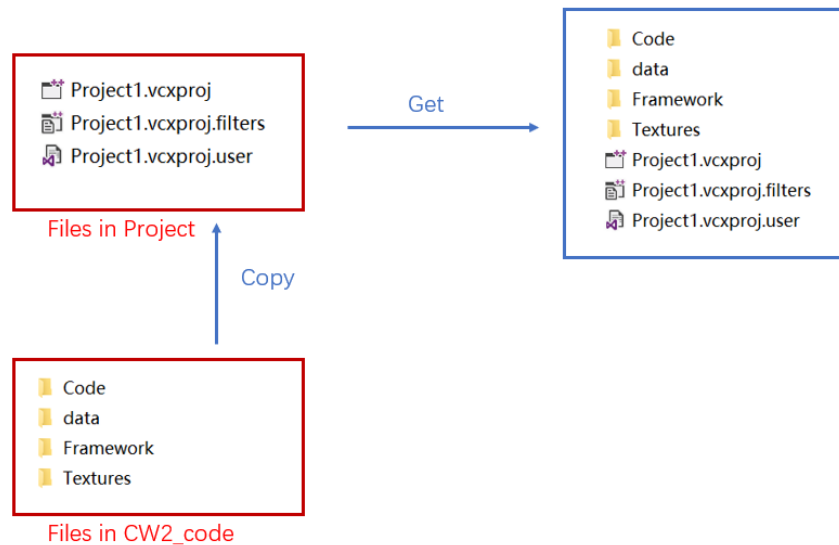 Project1.vcxproj
Project1.vcxproj.filters
Project1.vcxproj.user
Files in Project
Get
Code
data
Framework
Textures
Project1.vcxproj
Project1.vcxproj.filters
Project1.vcxproj.user
Copy
Code
data
Framework
Textures
Files in CW2_code